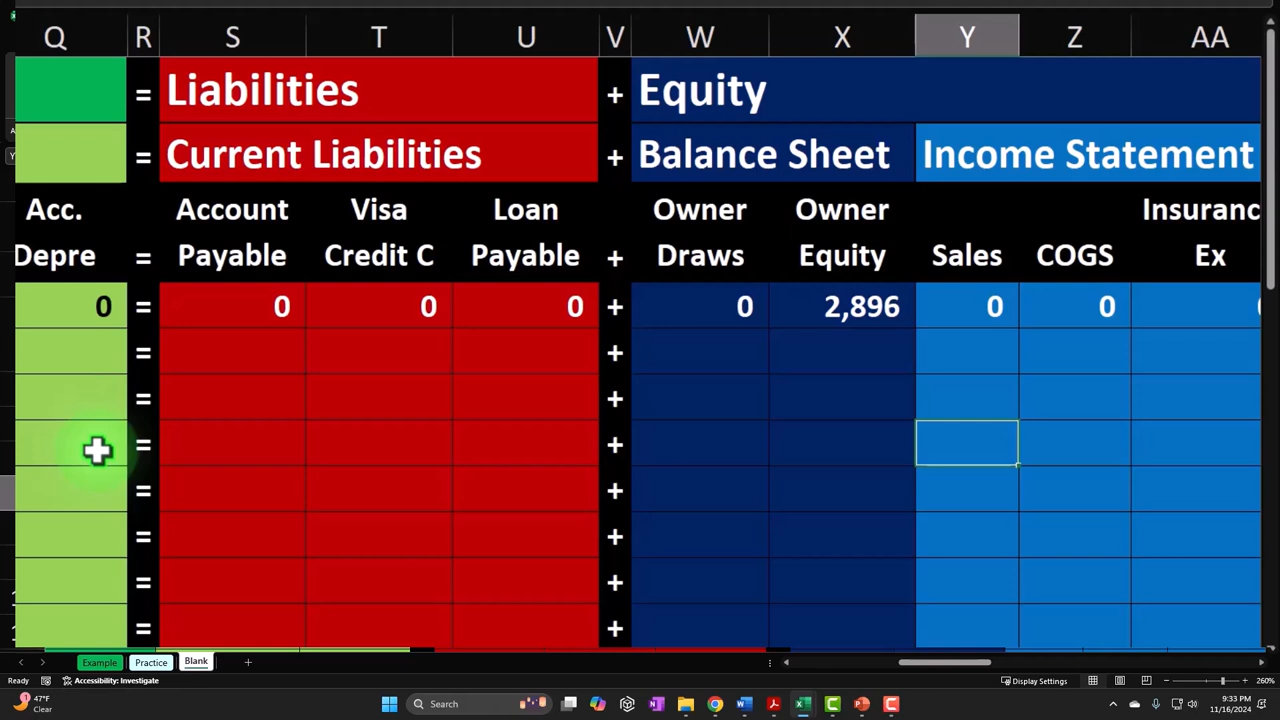 Q R S T U V W X Y Z AA
= Liabilities + Equity
= Current Liabilities + Balance Sheet Income Statement
Acc. Account Visa Loan Owner Owner Insuranc
Depre = Payable Credit C Payable + Draws Equity Sales COGS Ex
0 = 0 0 0 + 0 2,896 0 0
= +
= +
= +
= +
= +
= +
= +
Example Practice Blank +
Ready Accessibility: Investigate Display Settings - + 260%
1 47°F
Clear
Search
9:33 PM
11/16/2024